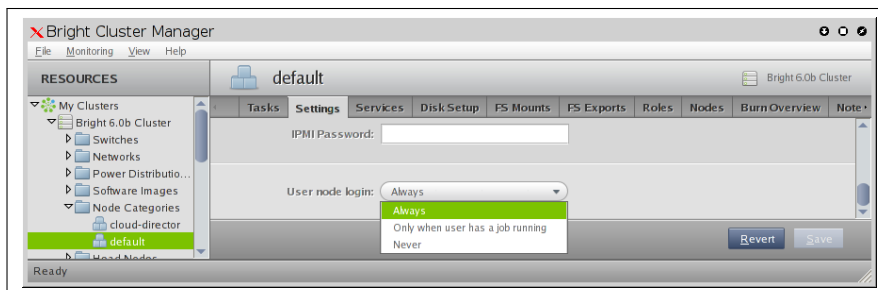 Bright Cluster Manager
File Monitoring View Help
RESOURCES
default
Bright 6.0b Cluster
My Clusters
Bright 6.0b Cluster
Switches
Networks
Power Distributio...
Software Images
Node Categories
cloud-director
default
Head Nodes
Tasks Settings Services Disk Setup FS Mounts FS Exports Roles Nodes Burn Overview Note
IPMI Password:
User node login: Always
Always
Only when user has a job running
Never
Revert Save
Ready